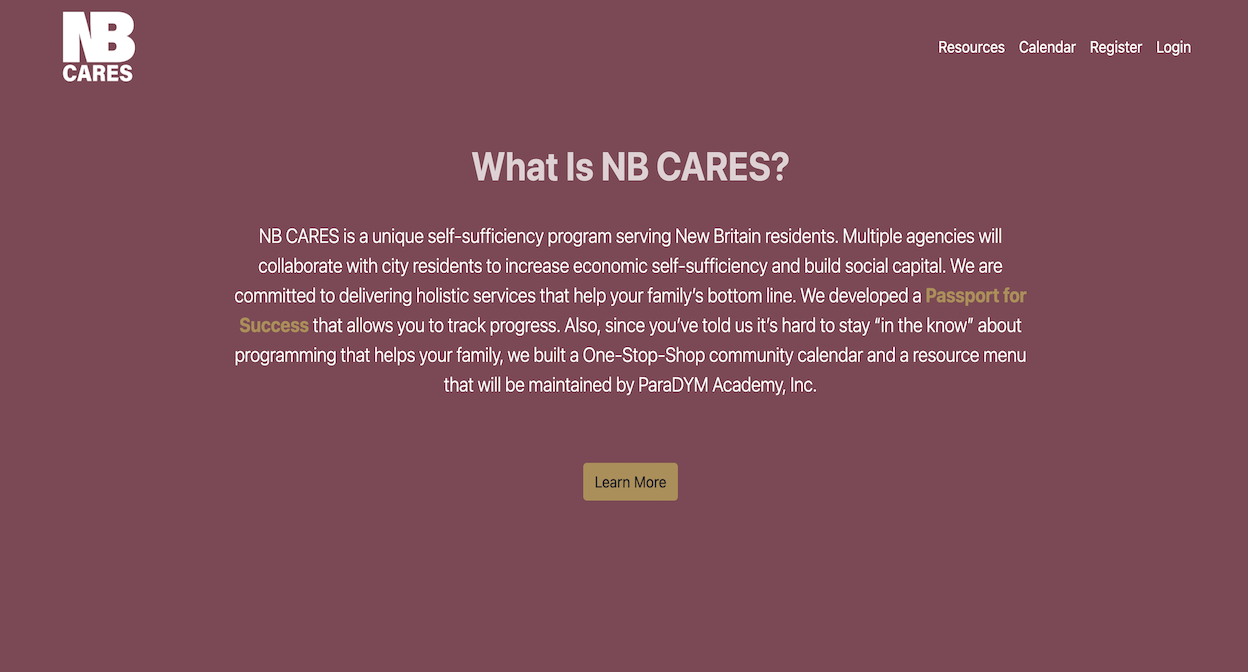 NB
CARES
Resources Calendar Register Login
What Is NB CARES?
NB CARES is a unique self-sufficiency program serving New Britain residents. Multiple agencies will
collaborate with city residents to increase economic self-sufficiency and build social capital. We are
committed to delivering holistic services that help your family’s bottom line. We developed a Passport for
Success that allows you to track progress. Also, since you’ve told us it’s hard to stay “in the know” about
programming that helps your family, we built a One-Stop-Shop community calendar and a resource menu
that will be maintained by ParaDYM Academy, Inc.
Learn More